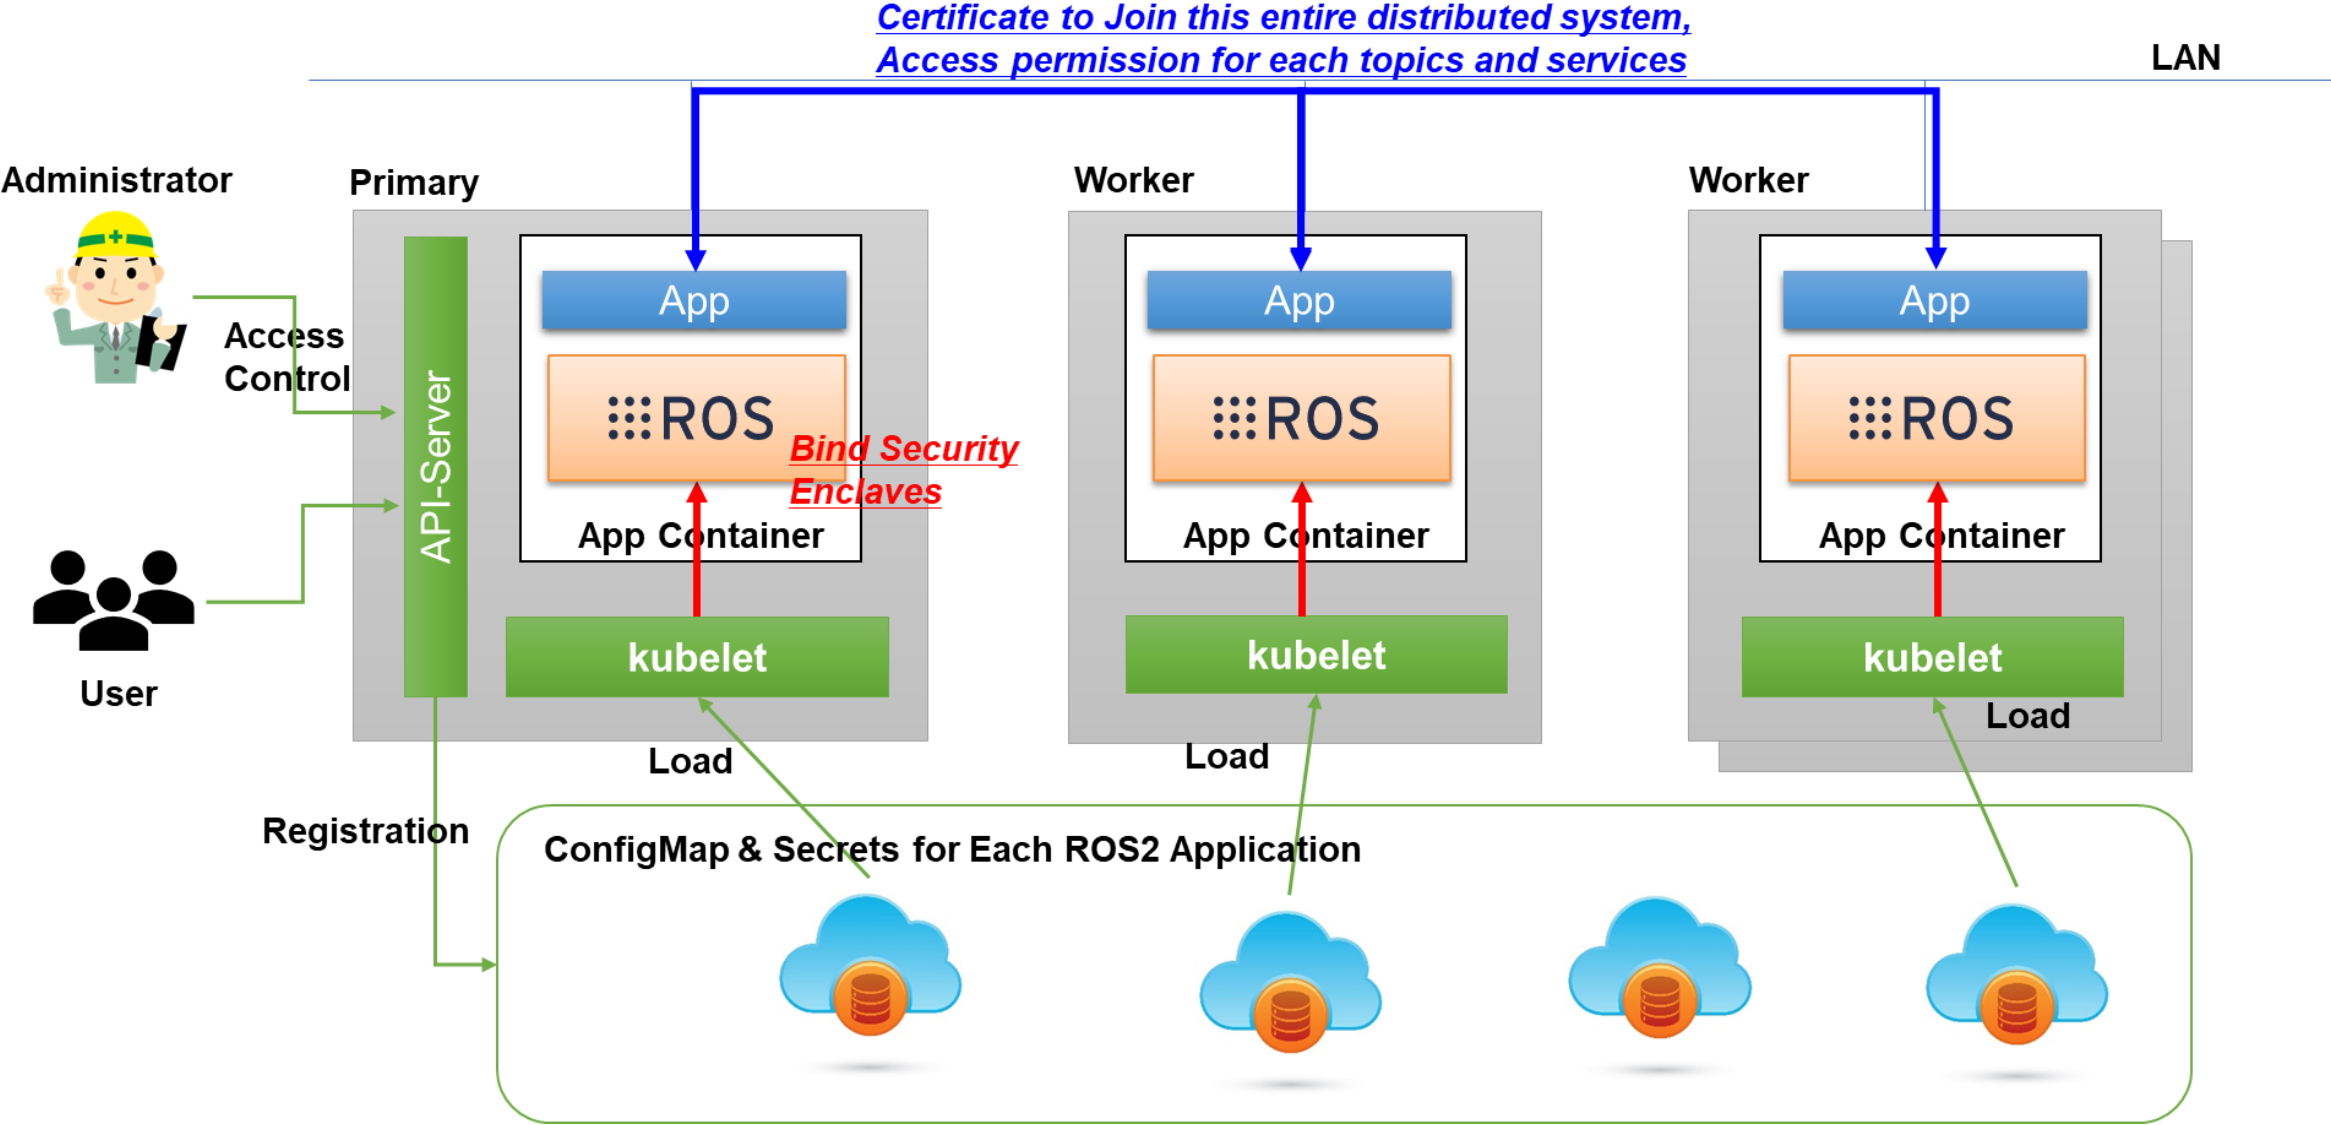 Certificate to Join this entire distributed system,
Access permission for each topics and services
LAN
Administrator
Primary
Worker
Worker
Access
Control
API-Server
App
ROS
Bind Security
Enclaves
App Container
kubelet
App
ROS
App Container
kubelet
App
ROS
App Container
kubelet
User
Load
Load
Load
Registration
ConfigMap & Secrets for Each ROS2 Application